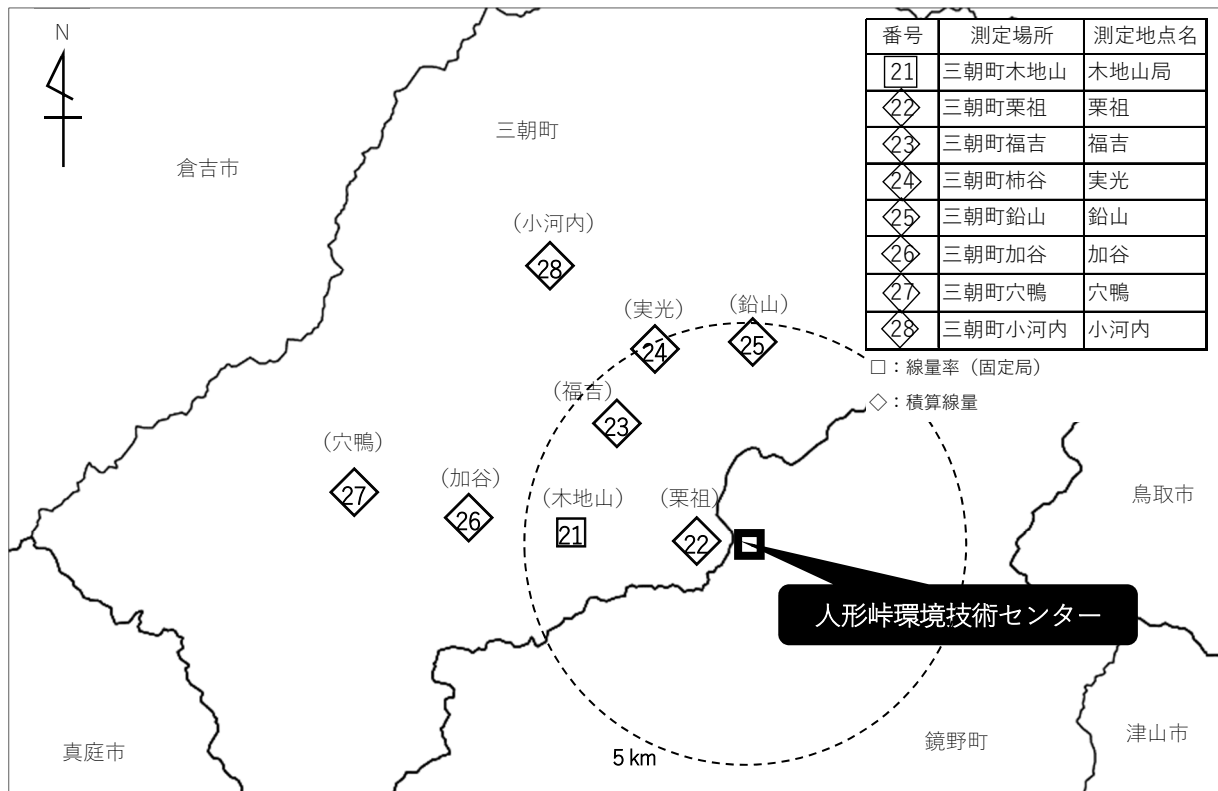 N
倉吉市
三朝町
(小河内)
28
(実光)
24
(鉛山)
25
(福吉)
23
(穴鴨)
27
(加谷)
26
(木地山)
21
(栗祖)
22
人形峠環境技術センター
5 km
真庭市
鏡野町
津山市
鳥取市
番号 測定場所 測定地点名
21 三朝町木地山 木地山局
22 三朝町栗祖 栗祖
23 三朝町福吉 福吉
24 三朝町柿谷 実光
25 三朝町鉛山 鉛山
26 三朝町加谷 加谷
27 三朝町穴鴨 穴鴨
28 三朝町小河内 小河内
□：線量率（固定局）
◇：積算線量